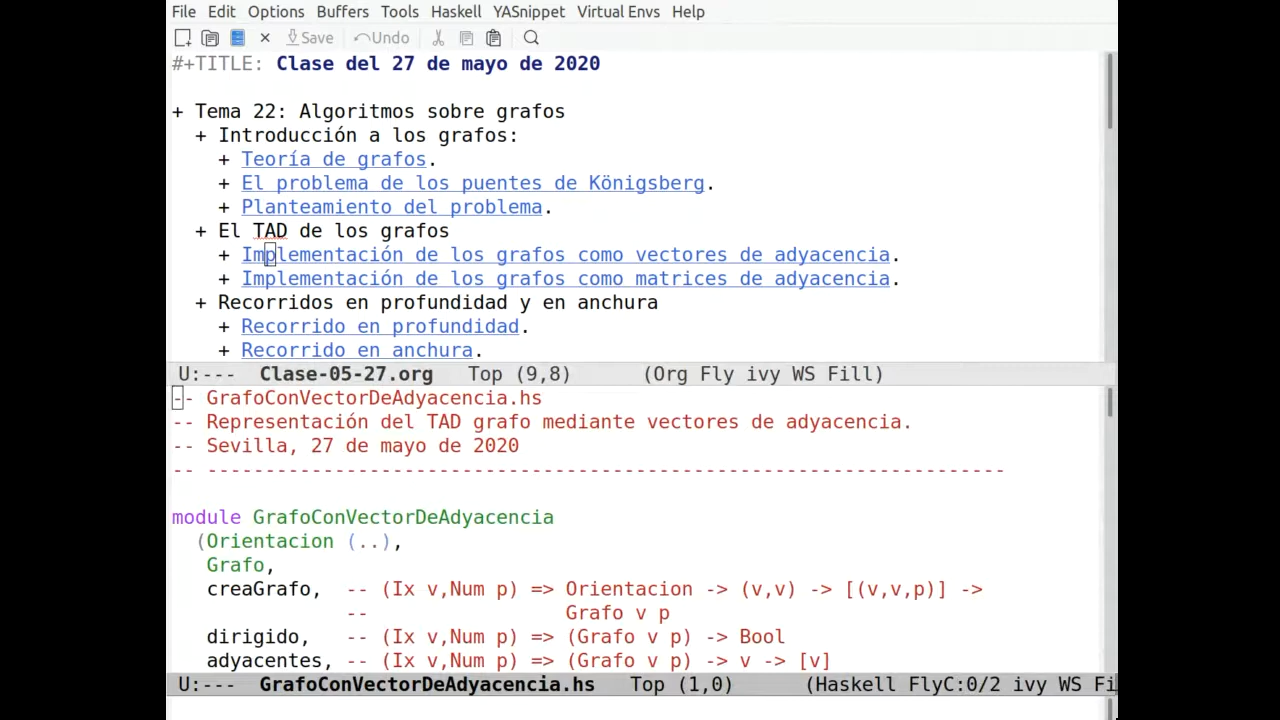 File Edit Options Buffers Tools Haskell YASnippet Virtual Envs Help
Save Undo
#+TITLE: Clase del 27 de mayo de 2020
+ Tema 22: Algoritmos sobre grafos
+ Introducción a los grafos:
+ Teoría de grafos.
+ El problema de los puentes de Königsberg.
+ Planteamiento del problema.
+ El TAD de los grafos
+ Implementación de los grafos como vectores de adyacencia.
+ Implementación de los grafos como matrices de adyacencia.
+ Recorridos en profundidad y en anchura
+ Recorrido en profundidad.
+ Recorrido en anchura.
U:--- Clase-05-27.org Top (9,8) (Org Fly ivy WS Fill)
-- GrafoConVectorDeAdyacencia.hs
-- Representación del TAD grafo mediante vectores de adyacencia.
-- Sevilla, 27 de mayo de 2020
-- ---------------------------------------------------------------------
module GrafoConVectorDeAdyacencia
(Orientacion (..),
Grafo,
creaGrafo, -- (Ix v,Num p) => Orientacion -> (v,v) -> [(v,v,p)] ->
-- Grafo v p
dirigido, -- (Ix v,Num p) => (Grafo v p) -> Bool
adyacentes, -- (Ix v,Num p) => (Grafo v p) -> v -> [v]
U:--- GrafoConVectorDeAdyacencia.hs Top (1,0) (Haskell FlyC:0/2 ivy WS Fi